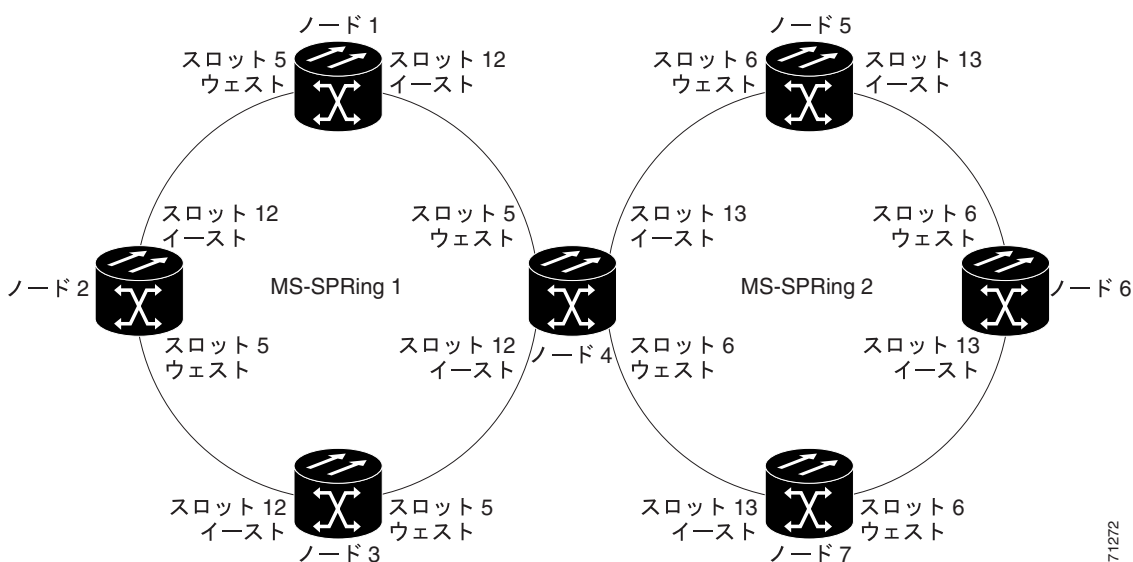 ノード 1
スロット 5
ウェスト
スロット 12
イースト
ノード 5
スロット 6
ウェスト
スロット 13
イースト
スロット 12
イースト
スロット 5
ウェスト
スロット 13
イースト
スロット 6
ウェスト
ノード 2
MS-SPRing 1
MS-SPRing 2
ノード 6
スロット 5
ウェスト
スロット 12
イースト
ノード 4
スロット 6
ウェスト
スロット 13
イースト
スロット 12
イースト
スロット 5
ウェスト
ノード 3
スロット 13
イースト
スロット 6
ウェスト
ノード 7
71272